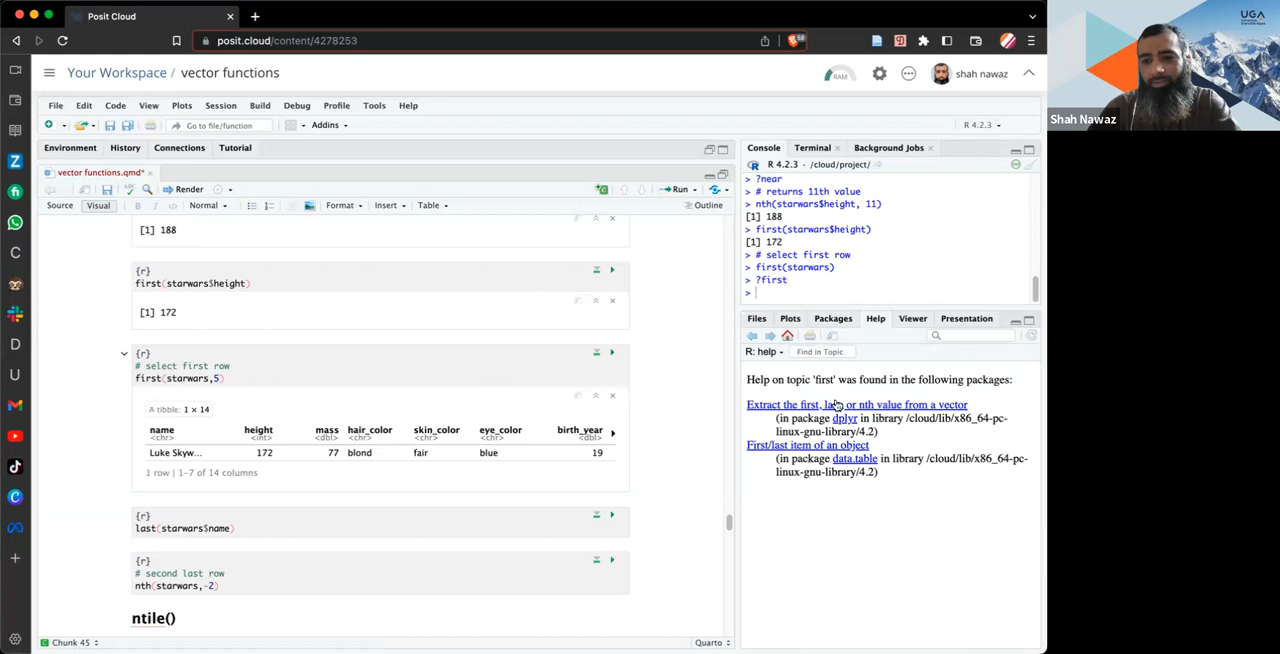 Posit Cloud
posit.cloud/content/4278253
58
Your Workspace / vector functions
RAM
shah nawaz
File Edit Code View Plots Session Build Debug Profile Tools Help
Go to file/function
Addins
R 4.2.3
Environment History Connections Tutorial
vector functions.qmd*
Render
Run
Source Visual
B I </> Normal
Format Insert Table
Outline
[1] 188
{r}
first(starwars$height)
[1] 172
{r}
# select first row
first(starwars,5)
A tibble: 1 × 14
name height mass hair_color skin_color eye_color birth_year
<chr> <int> <dbl> <chr> <chr> <chr> <dbl>
Luke Skyw... 172 77 blond fair blue 19
1 row | 1-7 of 14 columns
{r}
last(starwars$name)
{r}
# second last row
nth(starwars,-2)
ntile()
Chunk 45
Quarto
Console Terminal Background Jobs
R 4.2.3 · /cloud/project/
> ?near
> # returns 11th value
> nth(starwars$height, 11)
[1] 188
> first(starwars$height)
[1] 172
> # select first row
> first(starwars)
> ?first
>
Files Plots Packages Help Viewer Presentation
R: help
Find in Topic
Help on topic 'first' was found in the following packages:
Extract the first, last or nth value from a vector
(in package dplyr in library /cloud/lib/x86_64-pc-
linux-gnu-library/4.2)
First/last item of an object
(in package data.table in library /cloud/lib/x86_64-pc-
linux-gnu-library/4.2)
UGA
Shah Nawaz